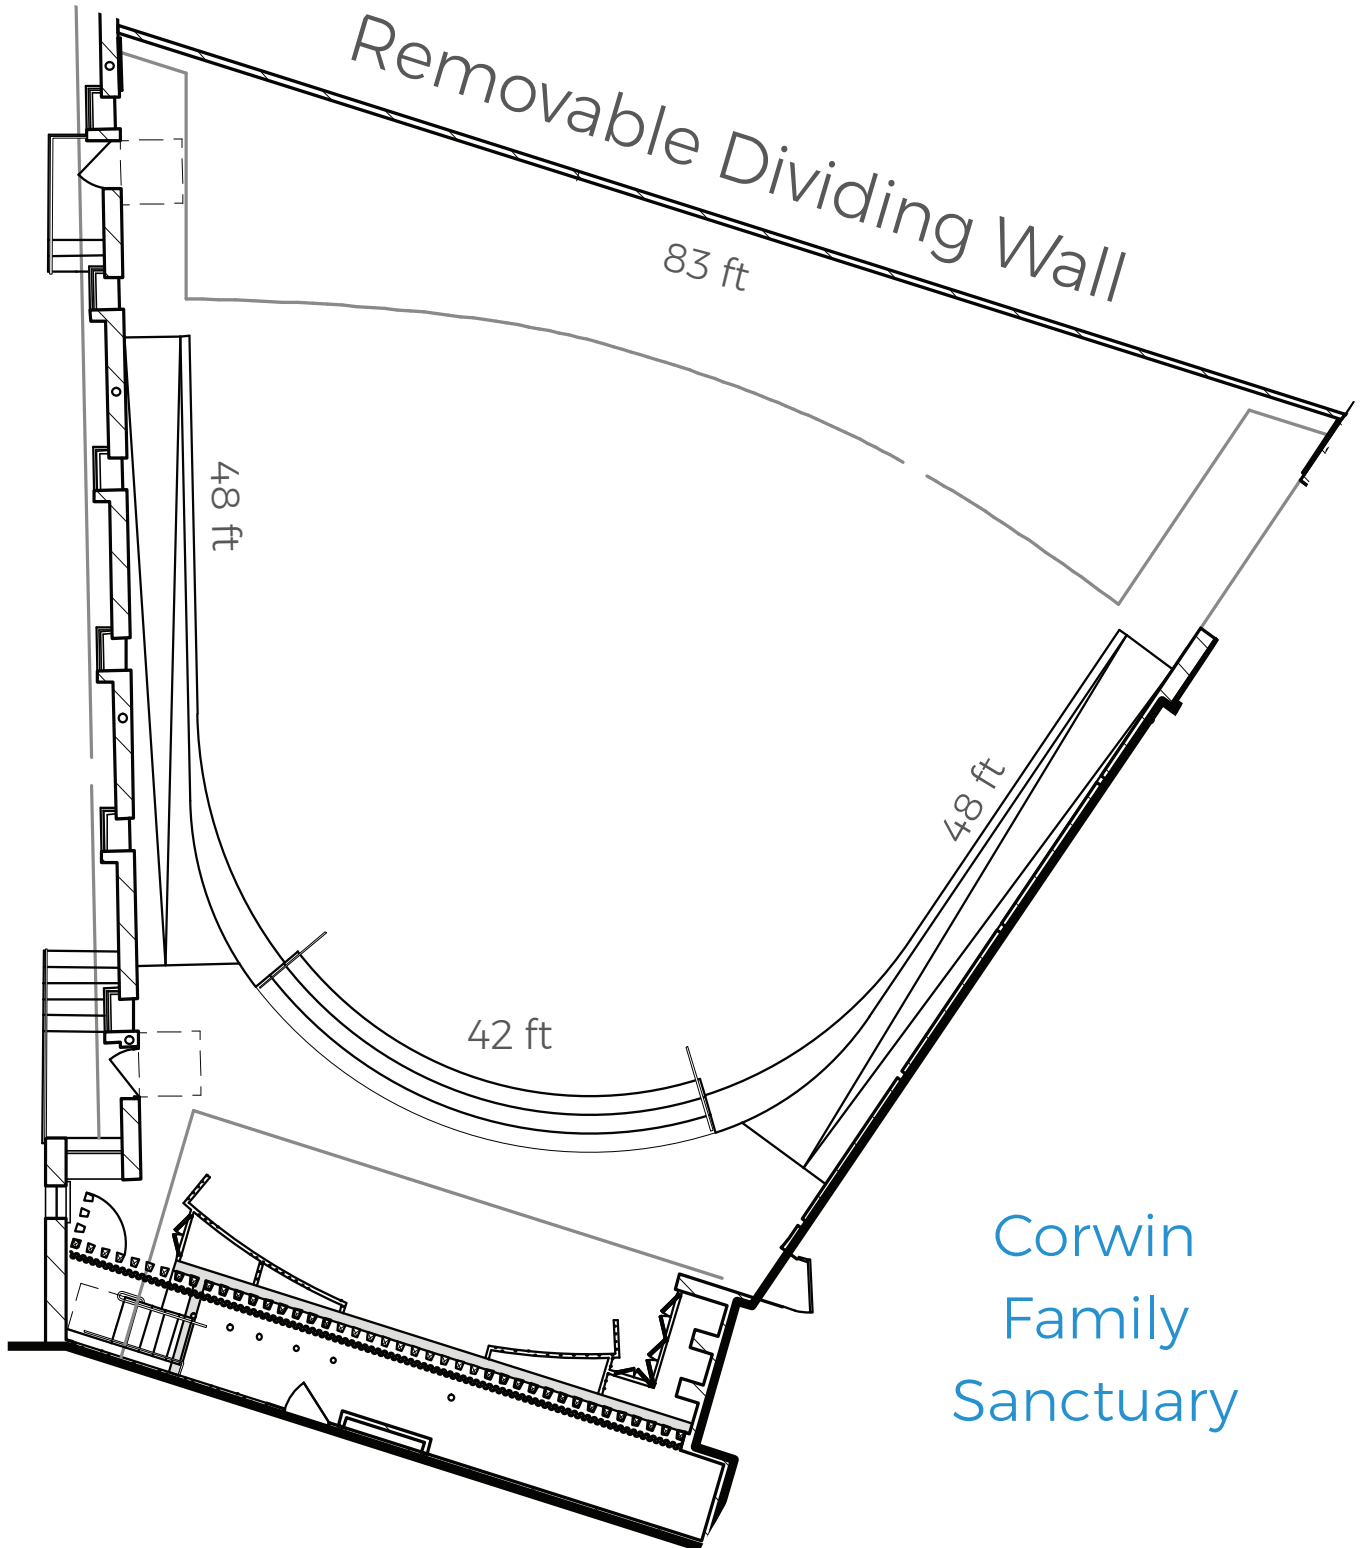 Removable Dividing Wall
83 ft
48 ft
48 ft
42 ft
Corwin
Family
Sanctuary